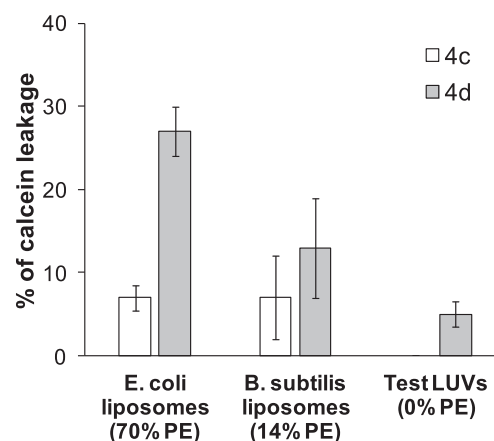 % of calcein leakage
40
30
20
10
0
4c
4d
E. coli
liposomes
(70% PE)
B. subtilis
liposomes
(14% PE)
Test LUVs
(0% PE)